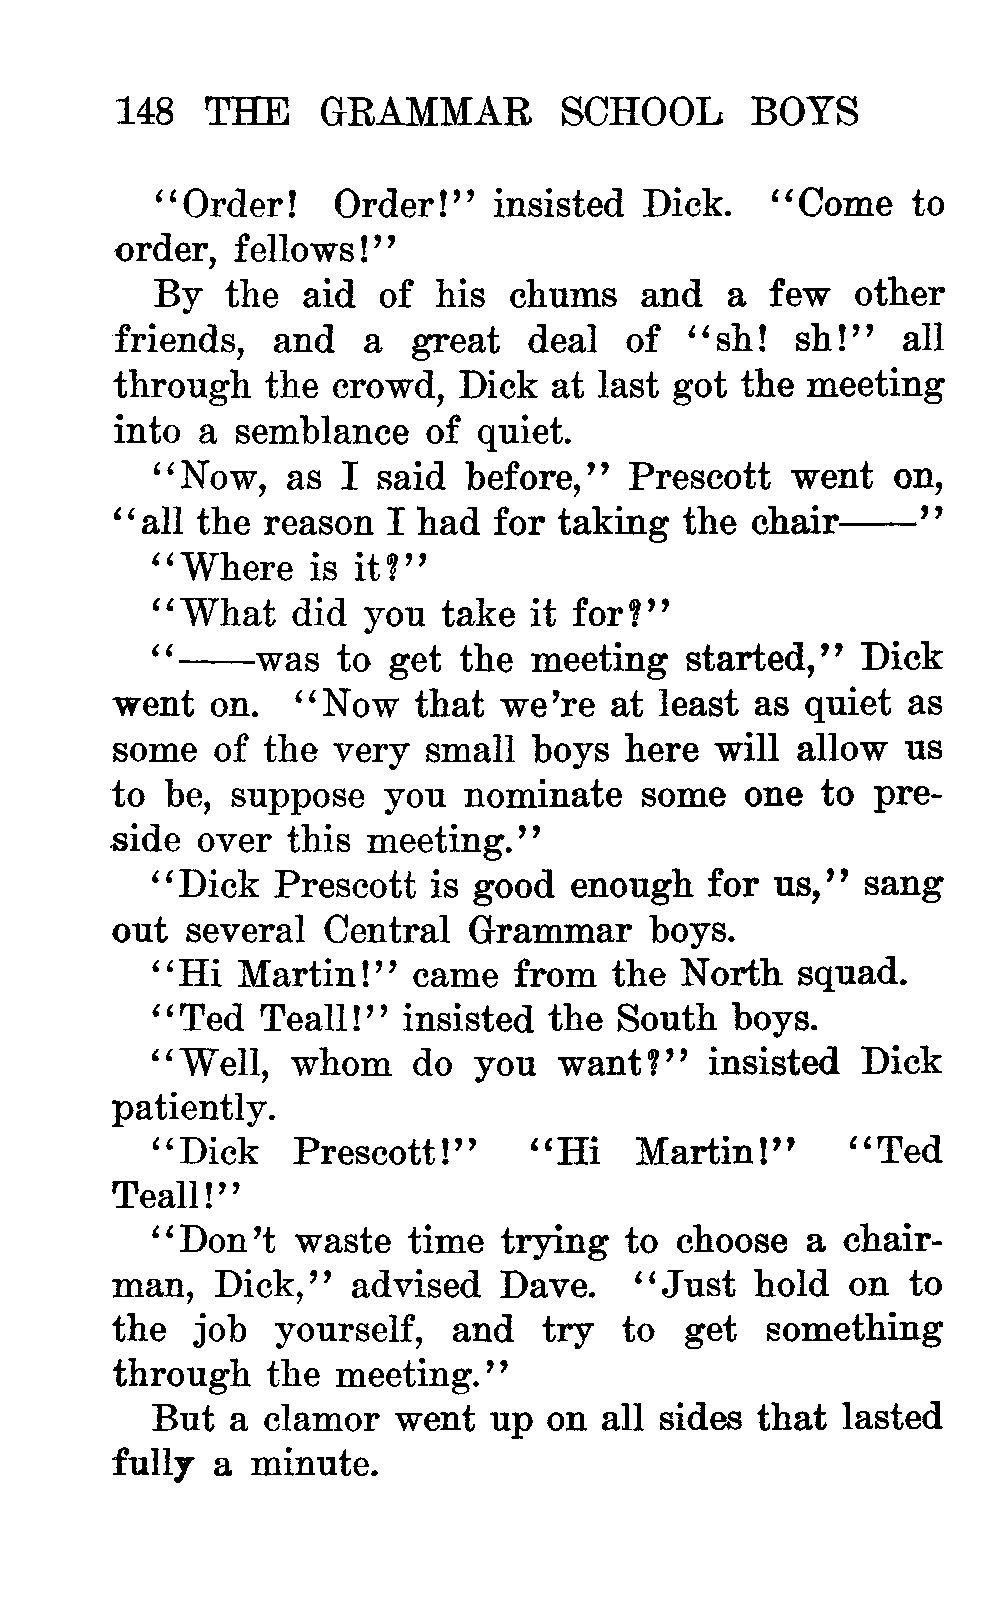 148 THE GRAMMAR SCHOOL BOYS
“Order! Order!” insisted Dick. “Come to
order, fellows!”
By the aid of his chums and a few other
friends, and a great deal of “sh! sh!” all
through the crowd, Dick at last got the meeting
into a semblance of quiet.
“Now, as I said before,” Prescott went on,
“all the reason I had for taking the chair——”
“Where is it?”
“What did you take it for?”
“——was to get the meeting started,” Dick
went on. “Now that we’re at least as quiet as
some of the very small boys here will allow us
to be, suppose you nominate some one to pre-
side over this meeting.”
“Dick Prescott is good enough for us,” sang
out several Central Grammar boys.
“Hi Martin!” came from the North squad.
“Ted Teall!” insisted the South boys.
“Well, whom do you want?” insisted Dick
patiently.
“Dick Prescott!” “Hi Martin!” “Ted
Teall!”
“Don’t waste time trying to choose a chair-
man, Dick,” advised Dave. “Just hold on to
the job yourself, and try to get something
through the meeting.”
But a clamor went up on all sides that lasted
fully a minute.